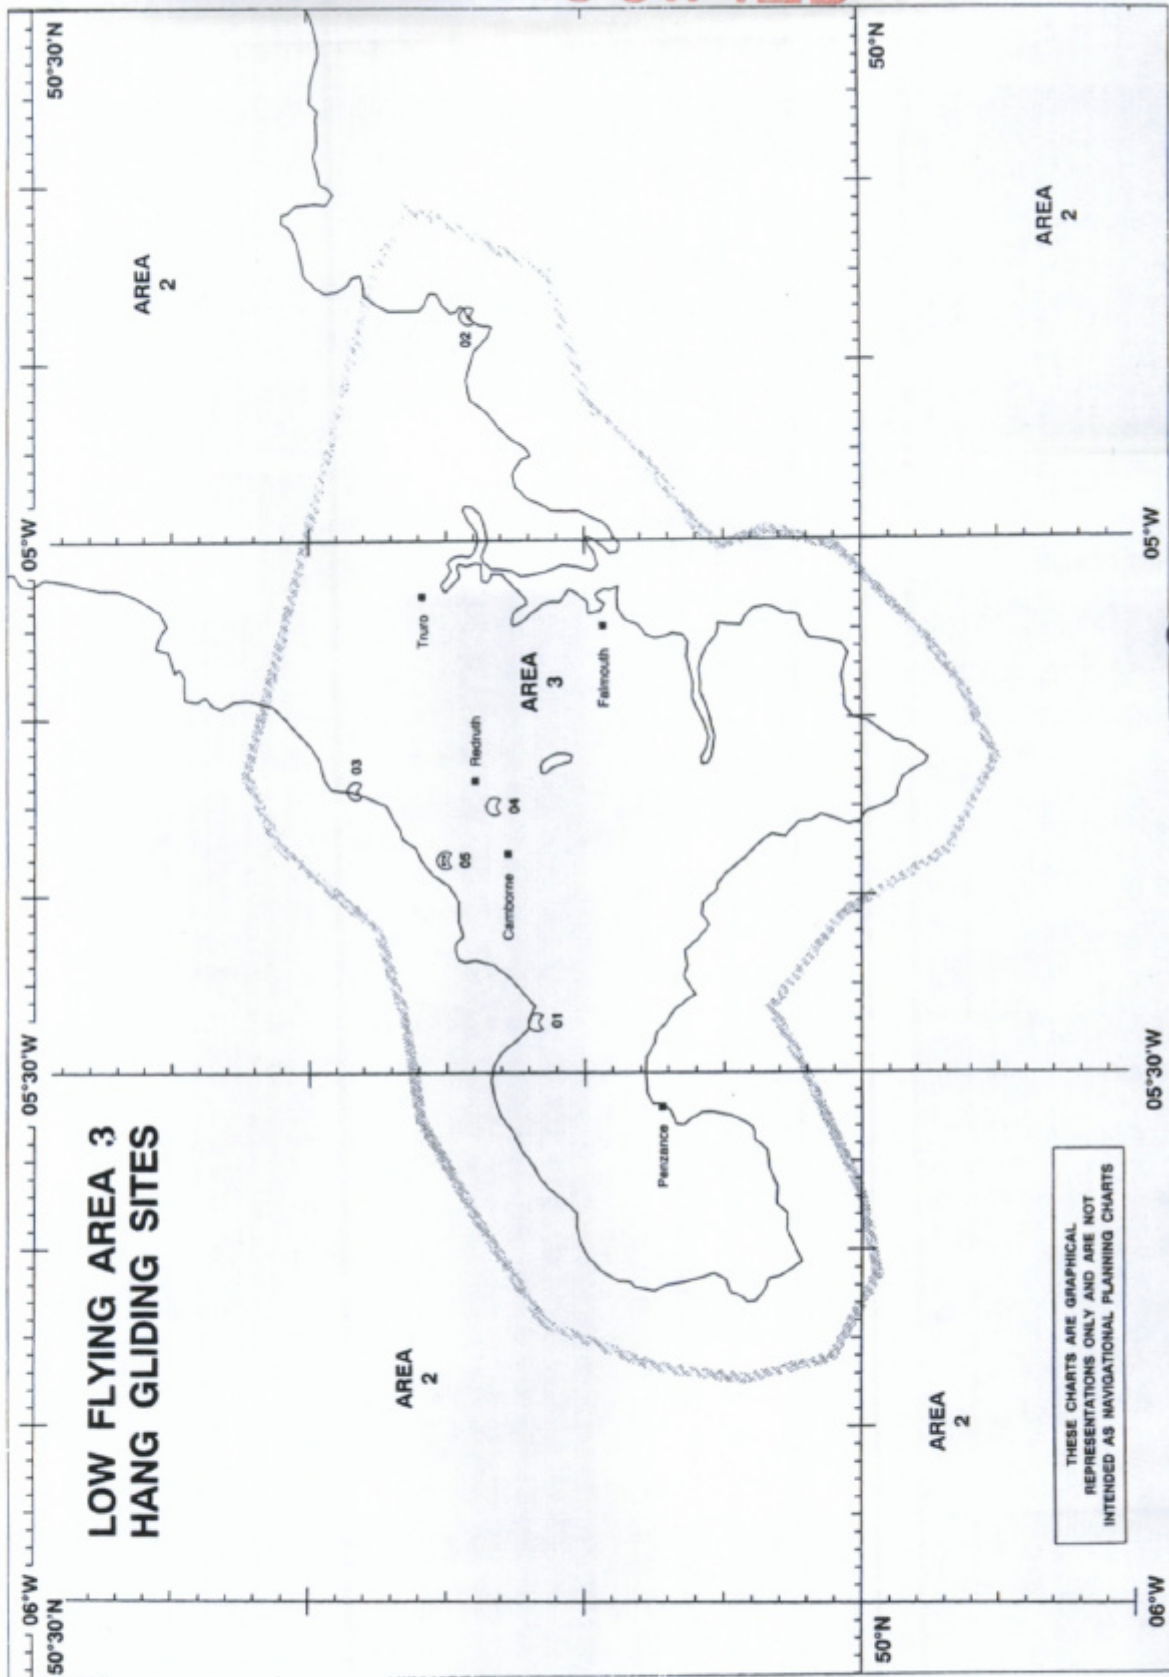 LOW FLYING AREA 3
HANG GLIDING SITES
06°W
05°30'W
05°W
50°30'N
50°30'N
AREA
2
AREA
2
03
Truro
02
05
Redruth
04
Camborne
AREA
3
01
Falmouth
Penzance
50°N
50°N
AREA
2
AREA
2
THESE CHARTS ARE GRAPHICAL
REPRESENTATIONS ONLY AND ARE NOT
INTENDED AS NAVIGATIONAL PLANNING CHARTS
06°W
05°30'W
05°W